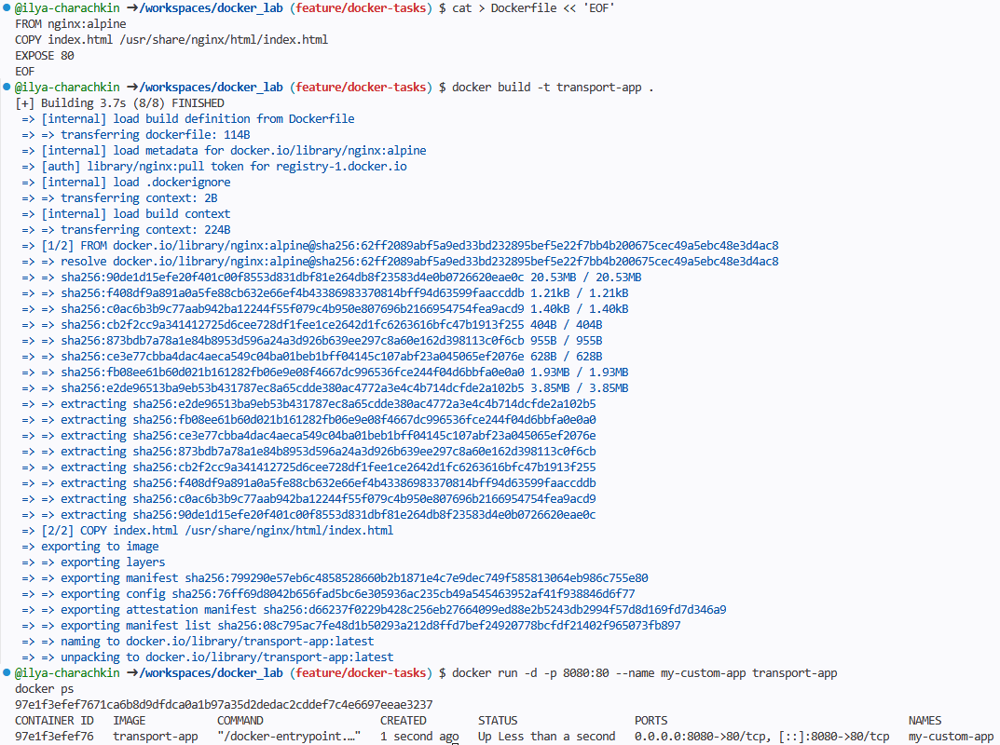 @ilya-charachkin →/workspaces/docker_lab (feature/docker-tasks) $ cat > Dockerfile << 'EOF'
FROM nginx:alpine
COPY index.html /usr/share/nginx/html/index.html
EXPOSE 80
EOF
@ilya-charachkin →/workspaces/docker_lab (feature/docker-tasks) $ docker build -t transport-app .
[+] Building 3.7s (8/8) FINISHED
=> [internal] load build definition from Dockerfile
=> => transferring dockerfile: 114B
=> [internal] load metadata for docker.io/library/nginx:alpine
=> [auth] library/nginx:pull token for registry-1.docker.io
=> [internal] load .dockerignore
=> => transferring context: 2B
=> [internal] load build context
=> => transferring context: 224B
=> [1/2] FROM docker.io/library/nginx:alpine@sha256:62ff2089abf5a9ed33bd232895bef5e22f7bb4b200675cec49a5ebc48e3d4ac8
=> => resolve docker.io/library/nginx:alpine@sha256:62ff2089abf5a9ed33bd232895bef5e22f7bb4b200675cec49a5ebc48e3d4ac8
=> => sha256:90de1d15efe20f401c00f8553d831dbf81e264db8f23583d4e0b0726620eae0c 20.53MB / 20.53MB
=> => sha256:f408df9a891a0a5fe88cb632e66ef4b43386983370814bff94d63599faaccddb 1.21kB / 1.21kB
=> => sha256:c0ac6b3b9c77aab942ba12244f55f079c4b950e807696b2166954754fea9acd9 1.40kB / 1.40kB
=> => sha256:cb2f2cc9a341412725d6cee728df1fee1ce2642d1fc6263616bfc47b1913f255 404B / 404B
=> => sha256:873bdb7a78a1e84b8953d596a24a3d926b639ee297c8a60e162d398113c0f6cb 955B / 955B
=> => sha256:ce3e77cbba4dac4aeca549c04ba01beb1bff04145c107abf23a045065ef2076e 628B / 628B
=> => sha256:fb08ee61b60d021b161282fb06e9e08f4667dc996536fce244f04d6bbfa0e0a0 1.93MB / 1.93MB
=> => sha256:e2de96513ba9eb53b431787ec8a65cdde380ac4772a3e4c4b714dcfde2a102b5 3.85MB / 3.85MB
=> => extracting sha256:e2de96513ba9eb53b431787ec8a65cdde380ac4772a3e4c4b714dcfde2a102b5
=> => extracting sha256:fb08ee61b60d021b161282fb06e9e08f4667dc996536fce244f04d6bbfa0e0a0
=> => extracting sha256:ce3e77cbba4dac4aeca549c04ba01beb1bff04145c107abf23a045065ef2076e
=> => extracting sha256:873bdb7a78a1e84b8953d596a24a3d926b639ee297c8a60e162d398113c0f6cb
=> => extracting sha256:cb2f2cc9a341412725d6cee728df1fee1ce2642d1fc6263616bfc47b1913f255
=> => extracting sha256:f408df9a891a0a5fe88cb632e66ef4b43386983370814bff94d63599faaccddb
=> => extracting sha256:c0ac6b3b9c77aab942ba12244f55f079c4b950e807696b2166954754fea9acd9
=> => extracting sha256:90de1d15efe20f401c00f8553d831dbf81e264db8f23583d4e0b0726620eae0c
=> [2/2] COPY index.html /usr/share/nginx/html/index.html
=> exporting to image
=> => exporting layers
=> => exporting manifest sha256:799290e57eb6c4858528660b2b1871e4c7e9dec749f585813064eb986c755e80
=> => exporting config sha256:76ff69d8042b656fad5bc6e305936ac235cb49a545463952af41f938846d6f77
=> => exporting attestation manifest sha256:d66237f0229b428c256eb27664099ed88e2b5243db2994f57d8d169fd7d346a9
=> => exporting manifest list sha256:08c795ac7fe48d1b50293a212d8ffd7bef24920778bcfdf21402f965073fb897
=> => naming to docker.io/library/transport-app:latest
=> => unpacking to docker.io/library/transport-app:latest
@ilya-charachkin →/workspaces/docker_lab (feature/docker-tasks) $ docker run -d -p 8080:80 --name my-custom-app transport-app
docker ps
97e1f3efef7671ca6b8d9dfdca0a1b97a35d2dedac2cddef7c4e6697eeae3237
CONTAINER ID IMAGE COMMAND CREATED STATUS PORTS NAMES
97e1f3efef76 transport-app "/docker-entrypoint.…" 1 second ago Up Less than a second 0.0.0.0:8080->80/tcp, [::]:8080->80/tcp my-custom-app